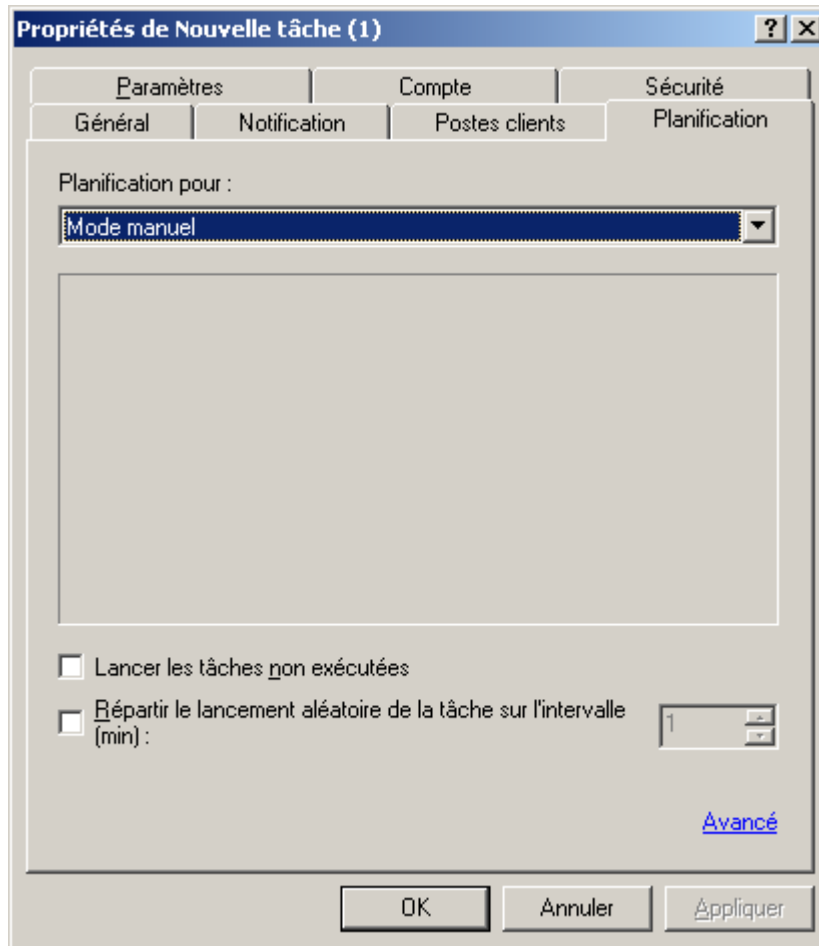 Propriétés de Nouvelle tâche (1)
Paramètres
Compte
Sécurité
Général
Notification
Postes clients
Planification
Planification pour :
Mode manuel
Lancer les tâches non exécutées
Répartir le lancement aléatoire de la tâche sur l'intervalle
(min) :
1
Avancé
OK
Annuler
Appliquer